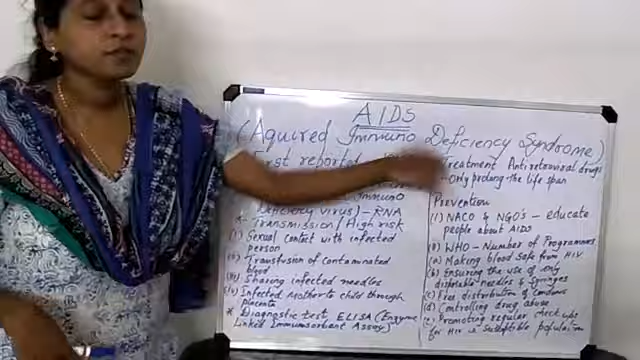 AIDS
(Aquired Immuno Deficiency Syndrome)
First reported
Immuno
Deficiency Virus) – RNA
* Transmission / High risk
(i) Sexual contact with infected
person
(ii) Transfusion of contaminated
blood
(iii) Sharing infected needles
(iv) Infected Mother to child through
placenta
* Diagnostic test ELISA (Enzyme
Linked Immunosorbant Assay)
Treatment Antiretroviral drugs
- Only prolong the life span
Prevention
(1) NACO & NGO's – educate
people about AIDS
WHO – Number of Programmes
(a) Making blood safe from HIV
(b) Ensuring the use of only
disposable needles & Syringes
(c) Free distribution of Condoms
(d) Controlling drug abuse
(e) Promoting regular check ups
for HIV in susceptible population